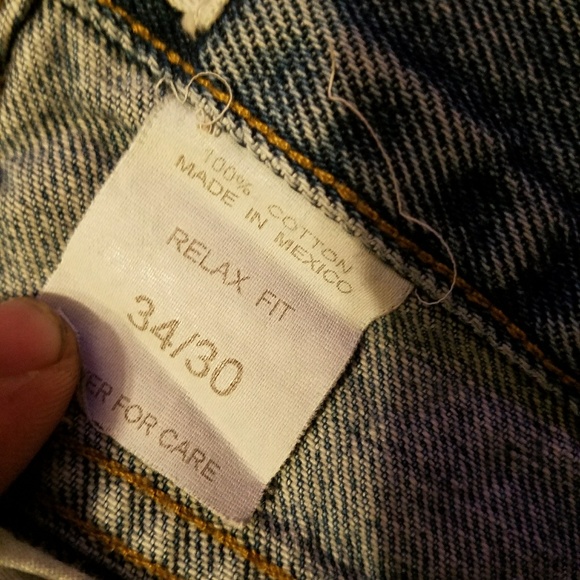 100% COTTON
MADE IN MEXICO
RELAX FIT
34/30
FOR CARE